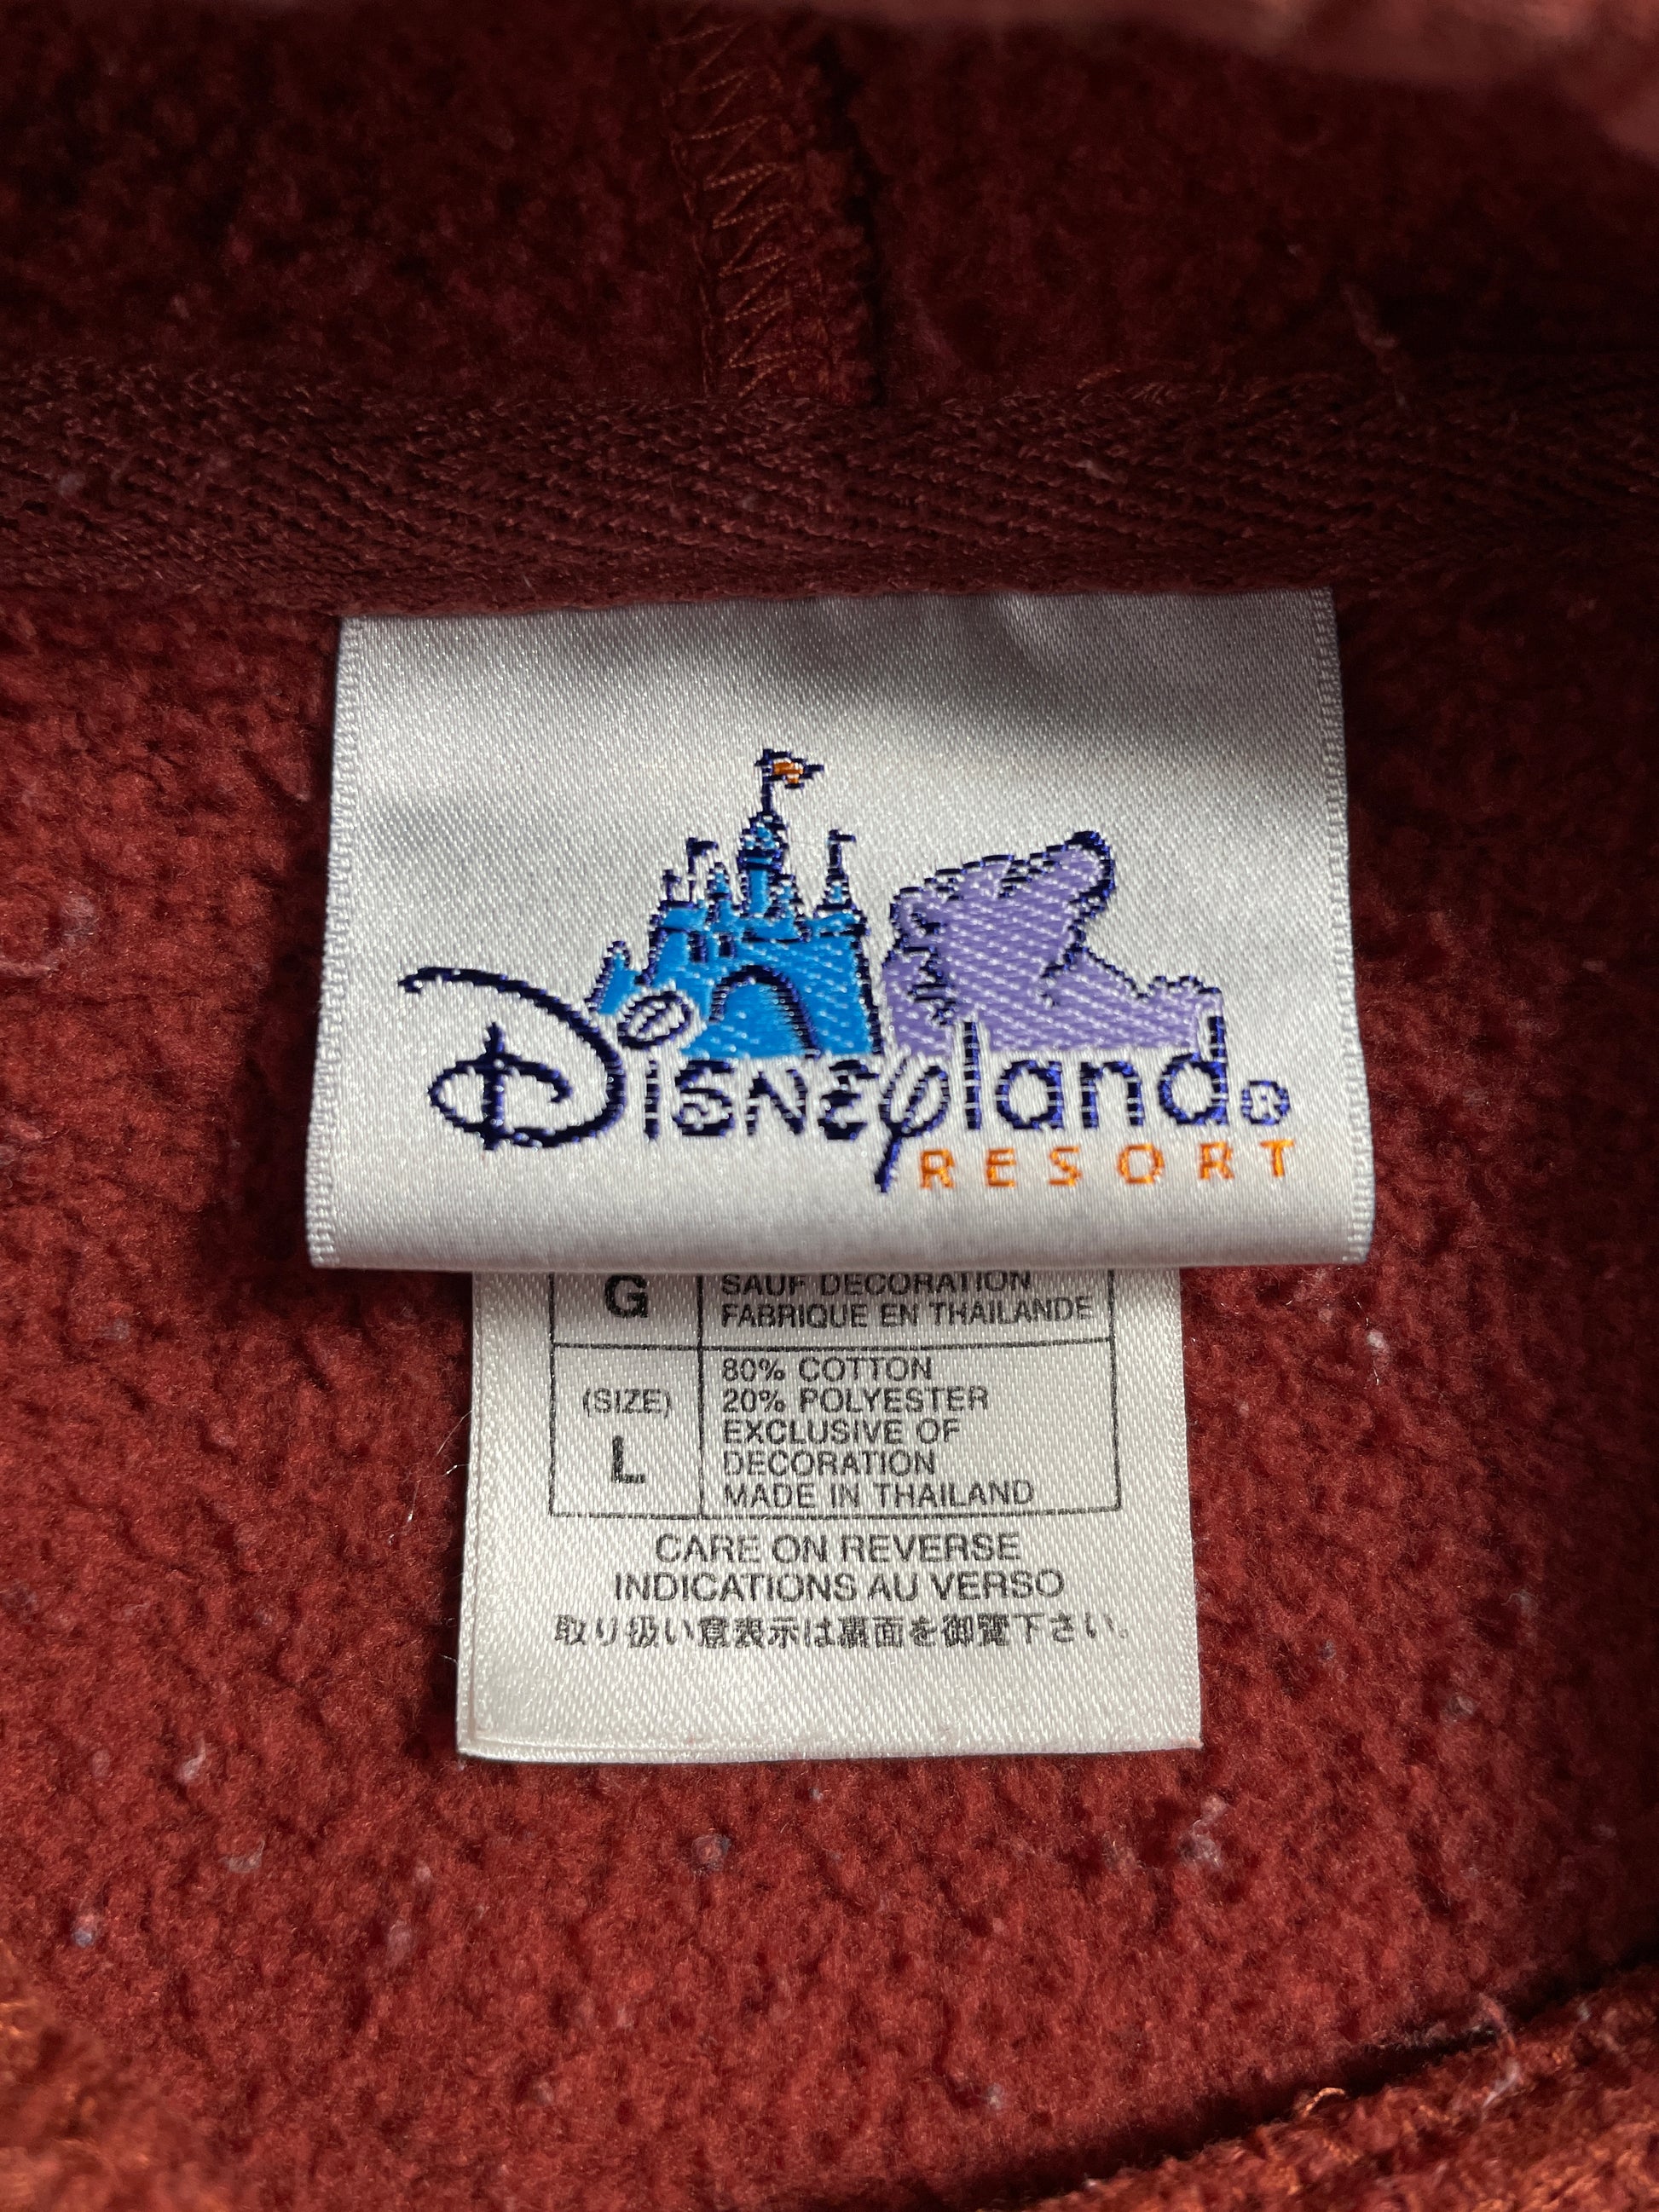 Disneyland®
RESORT
G
SAUF DECORATION
FABRIQUE EN THAILANDE
(SIZE)
L
80% COTTON
20% POLYESTER
EXCLUSIVE OF
DECORATION
MADE IN THAILAND
CARE ON REVERSE
INDICATIONS AU VERSO
取り扱い意表示は裏面を御覧下さい.